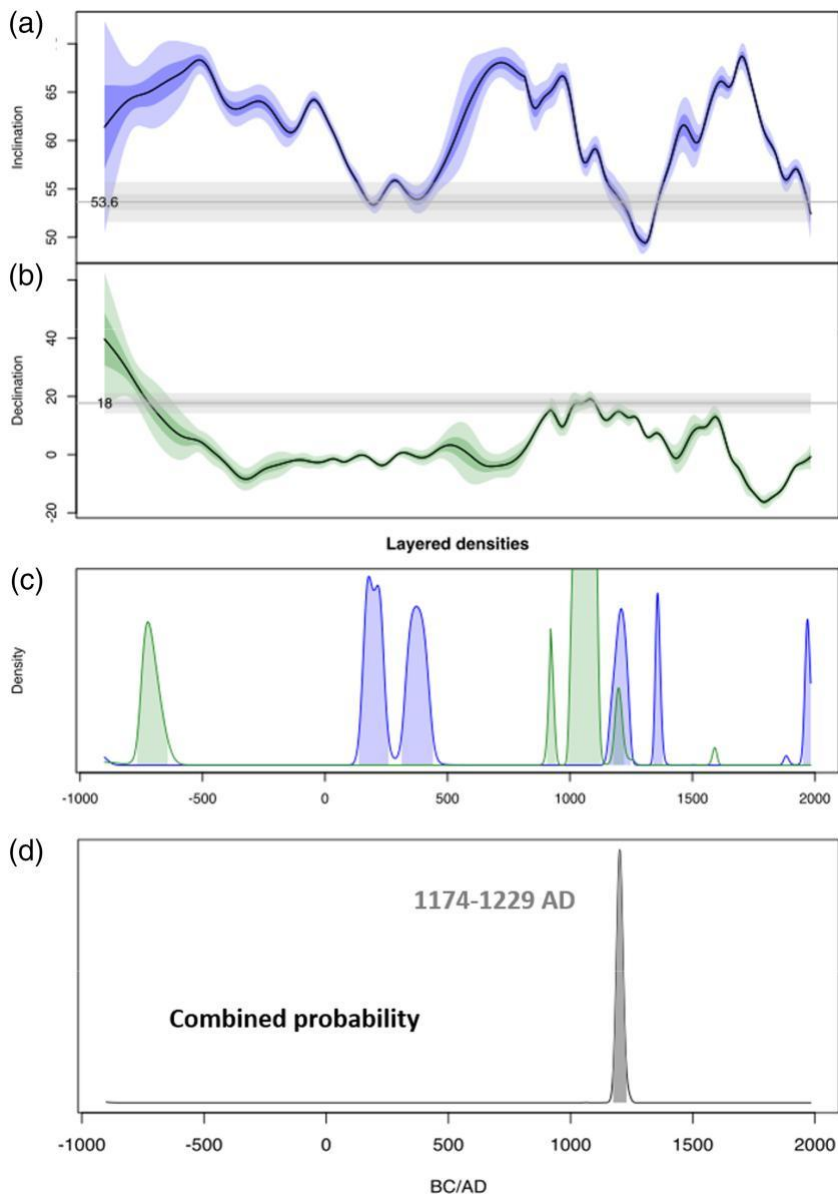 (a)
65
60
55
50
Inclination
53.6
(b)
40
20
0
-20
Declination
18
Layered densities
(c)
Density
-1000 -500 0 500 1000 1500 2000
(d)
1174-1229 AD
Combined probability
-1000 -500 0 500 1000 1500 2000
BC/AD